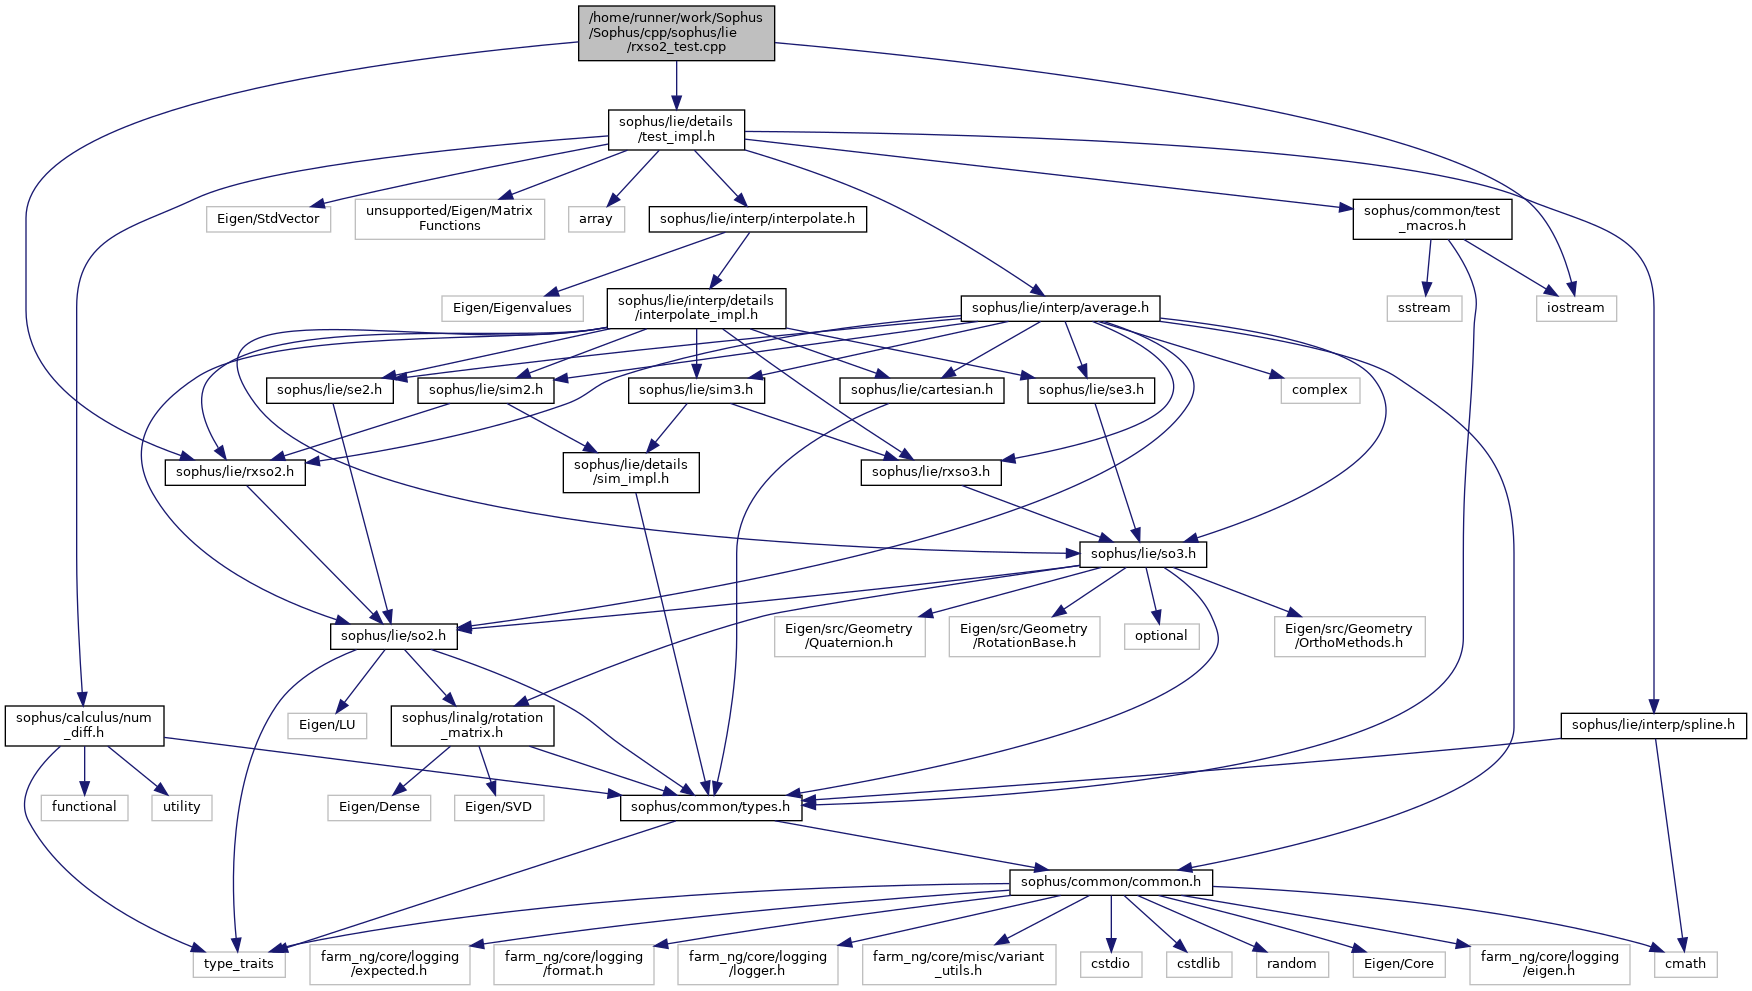 /home/runner/work/Sophus
/Sophus/cpp/sophus/lie
/rxso2_test.cpp
sophus/lie/details
/test_impl.h
Eigen/StdVector
unsupported/Eigen/Matrix
Functions
array
sophus/lie/interp/interpolate.h
sophus/common/test
_macros.h
Eigen/Eigenvalues
sophus/lie/interp/details
/interpolate_impl.h
sophus/lie/interp/average.h
sstream
iostream
sophus/lie/se2.h
sophus/lie/sim2.h
sophus/lie/sim3.h
sophus/lie/cartesian.h
sophus/lie/se3.h
complex
sophus/lie/rxso2.h
sophus/lie/details
/sim_impl.h
sophus/lie/rxso3.h
sophus/lie/so3.h
sophus/lie/so2.h
Eigen/src/Geometry
/Quaternion.h
Eigen/src/Geometry
/RotationBase.h
optional
Eigen/src/Geometry
/OrthoMethods.h
sophus/calculus/num
_diff.h
Eigen/LU
sophus/linalg/rotation
_matrix.h
sophus/lie/interp/spline.h
functional
utility
Eigen/Dense
Eigen/SVD
sophus/common/types.h
sophus/common/common.h
type_traits
farm_ng/core/logging
/expected.h
farm_ng/core/logging
/format.h
farm_ng/core/logging
/logger.h
farm_ng/core/misc/variant
_utils.h
cstdio
cstdlib
random
Eigen/Core
farm_ng/core/logging
/eigen.h
cmath